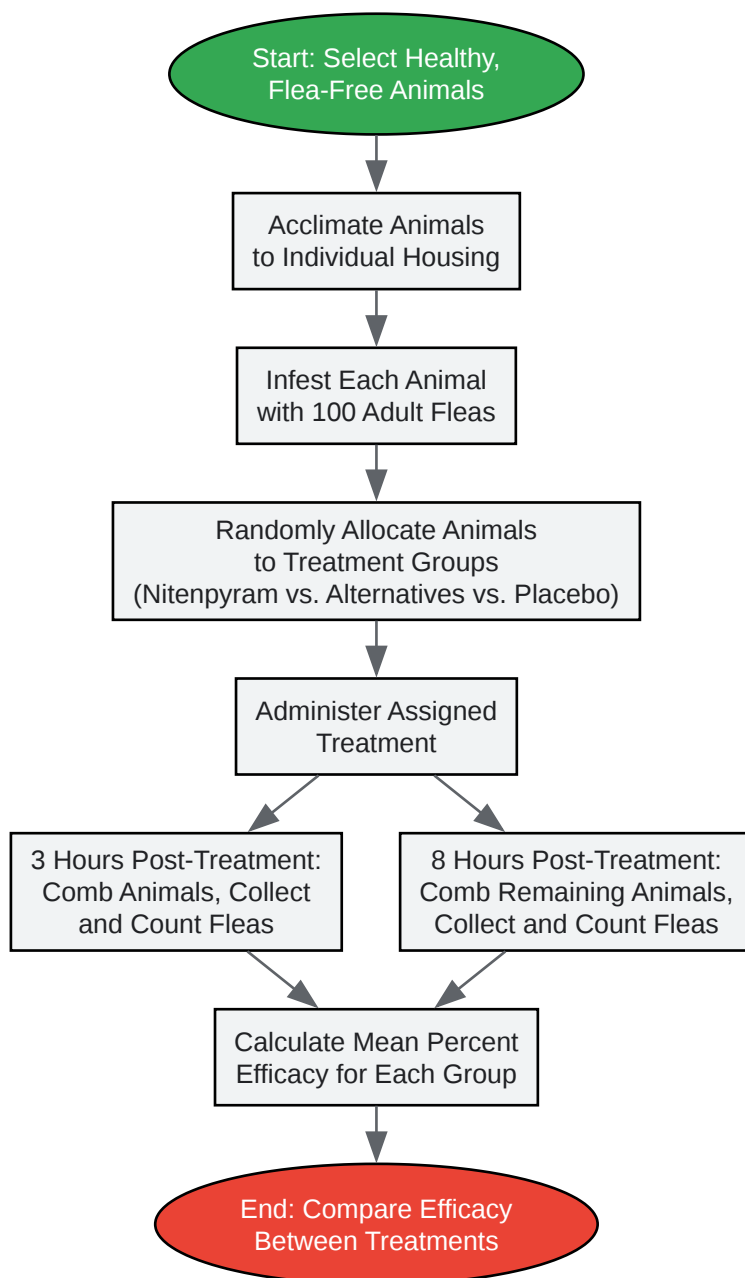 Start: Select Healthy,
Flea-Free Animals
Acclimate Animals
to Individual Housing
Infest Each Animal
with 100 Adult Fleas
Randomly Allocate Animals
to Treatment Groups
(Nitenpyram vs. Alternatives vs. Placebo)
Administer Assigned
Treatment
3 Hours Post-Treatment:
Comb Animals, Collect
and Count Fleas
8 Hours Post-Treatment:
Comb Remaining Animals,
Collect and Count Fleas
Calculate Mean Percent
Efficacy for Each Group
End: Compare Efficacy
Between Treatments